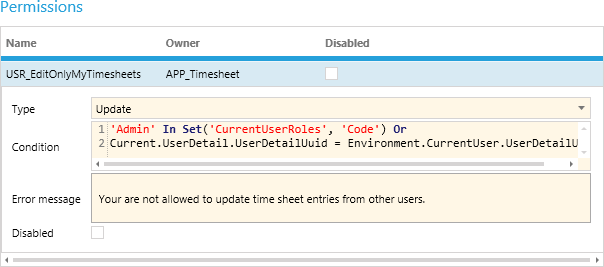 Permissions
Name Owner Disabled
USR_EditOnlyMyTimesheets APP_Timesheet
Type Update
Condition
1 'Admin' In Set('CurrentUserRoles', 'Code') Or
2 Current.UserDetail.UserDetailUuid = Environment.CurrentUser.UserDetailU
Error message Your are not allowed to update time sheet entries from other users.
Disabled